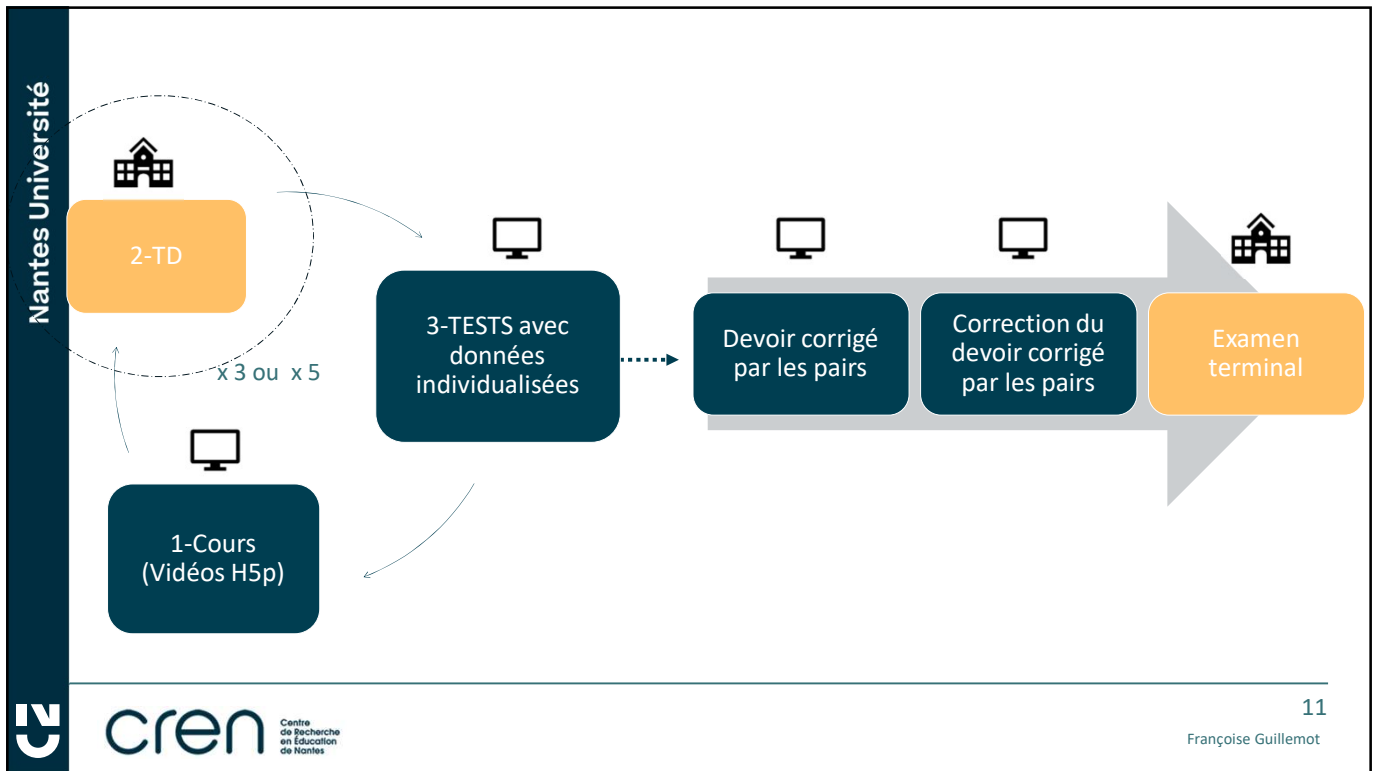 Nantes Université
2-TD
x 3 ou x 5
1-Cours
(Vidéos H5p)
3-TESTS avec
données
individualisées
Devoir corrigé
par les pairs
Correction du
devoir corrigé
par les pairs
Examen
terminal
cren
Centre
de Recherche
en Éducation
de Nantes
11
Françoise Guillemot